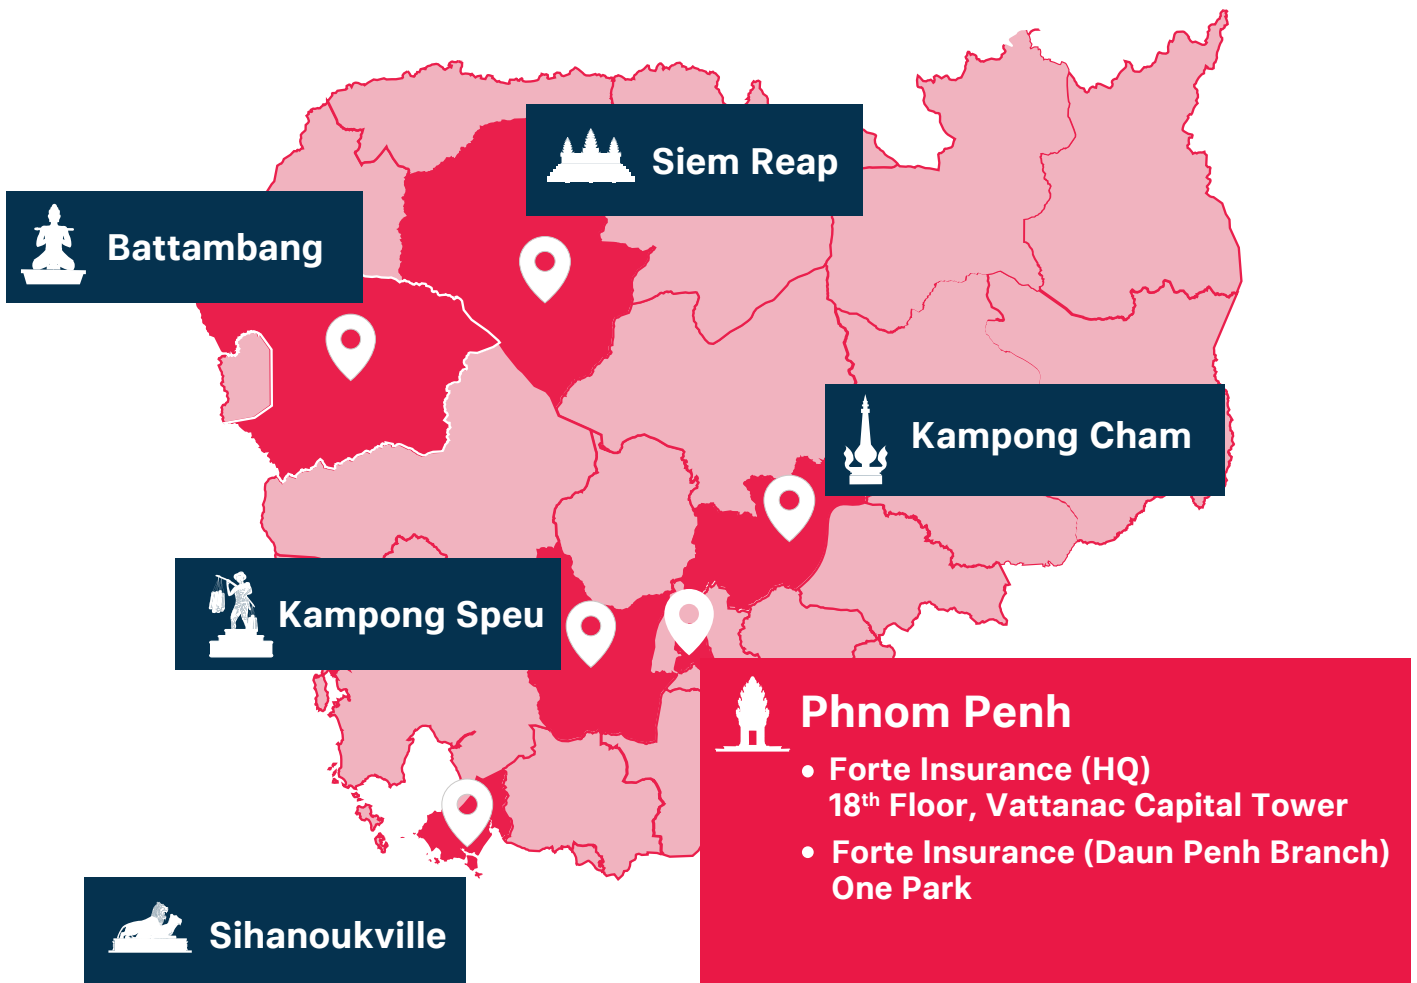 Siem Reap
Battambang
Kampong Cham
Kampong Speu
Phnom Penh
• Forte Insurance (HQ)
18th Floor, Vattanac Capital Tower
• Forte Insurance (Daun Penh Branch)
One Park
Sihanoukville